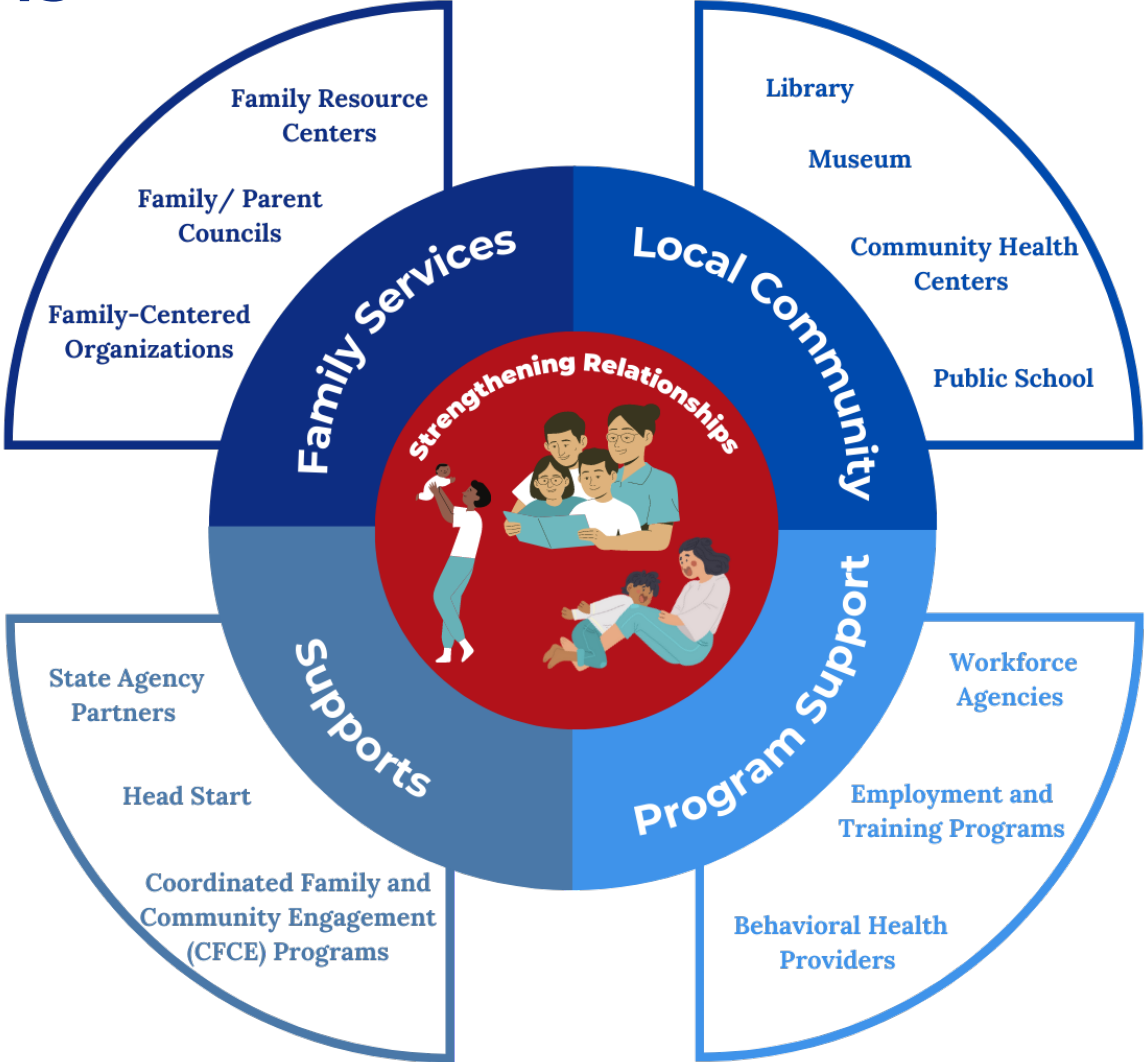 Family Resource
Centers
Family/ Parent
Councils
Family-Centered
Organizations
Family Services
Library
Museum
Community Health
Centers
Public School
Local Community
Strengthening Relationships
State Agency
Partners
Head Start
Coordinated Family and
Community Engagement
(CFCE) Programs
Supports
Workforce
Agencies
Employment and
Training Programs
Behavioral Health
Providers
Program Support